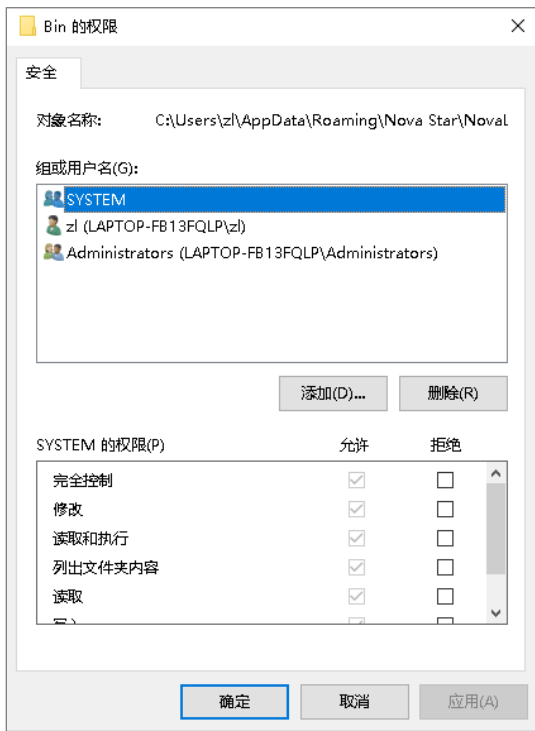 Bin 的权限
安全
对象名称: C:\Users\zl\AppData\Roaming\Nova Star\NovaL
组或用户名(G):
SYSTEM
zl (LAPTOP-FB13FQLP\zl)
Administrators (LAPTOP-FB13FQLP\Administrators)
添加(D)... 删除(R)
SYSTEM 的权限(P) 允许 拒绝
完全控制
修改
读取和执行
列出文件夹内容
读取
写入
确定 取消 应用(A)